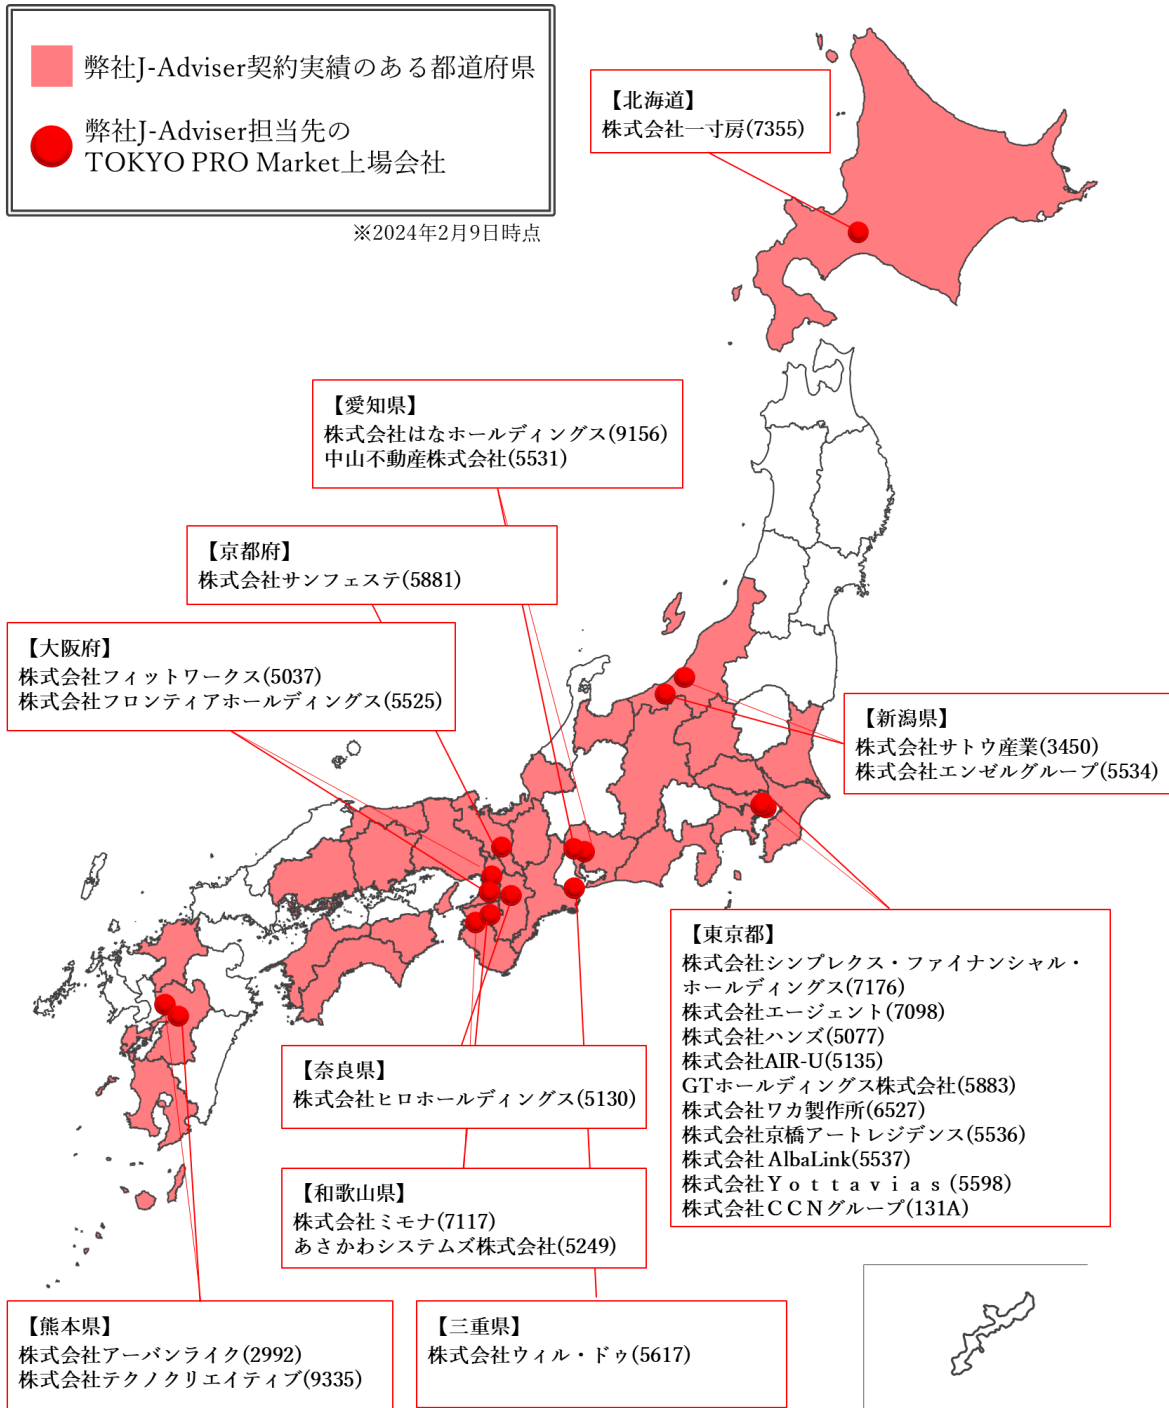 弊社J-Adviser契約実績のある都道府県
弊社J-Adviser担当先の
TOKYO PRO Market上場会社
※2024年2月9日時点
【北海道】
株式会社一寸房(7355)
【愛知県】
株式会社はなホールディングス(9156)
中山不動産株式会社(5531)
【京都府】
株式会社サンフェステ(5881)
【大阪府】
株式会社フィットワークス(5037)
株式会社フロンティアホールディングス(5525)
【新潟県】
株式会社サトウ産業(3450)
株式会社エンゼルグループ(5534)
【東京都】
株式会社シンプレクス・ファイナンシャル・
ホールディングス(7176)
株式会社エージェント(7098)
株式会社ハンズ(5077)
株式会社AIR-U(5135)
GTホールディングス株式会社(5883)
株式会社ワカ製作所(6527)
株式会社京橋アートレジデンス(5536)
株式会社AlbaLink(5537)
株式会社Ｙｏｔｔａｖｉａｓ(5598)
株式会社ＣＣＮグループ(131A)
【奈良県】
株式会社ヒロホールディングス(5130)
【和歌山県】
株式会社ミモナ(7117)
あさかわシステムズ株式会社(5249)
【熊本県】
株式会社アーバンライク(2992)
株式会社テクノクリエイティブ(9335)
【三重県】
株式会社ウィル・ドゥ(5617)